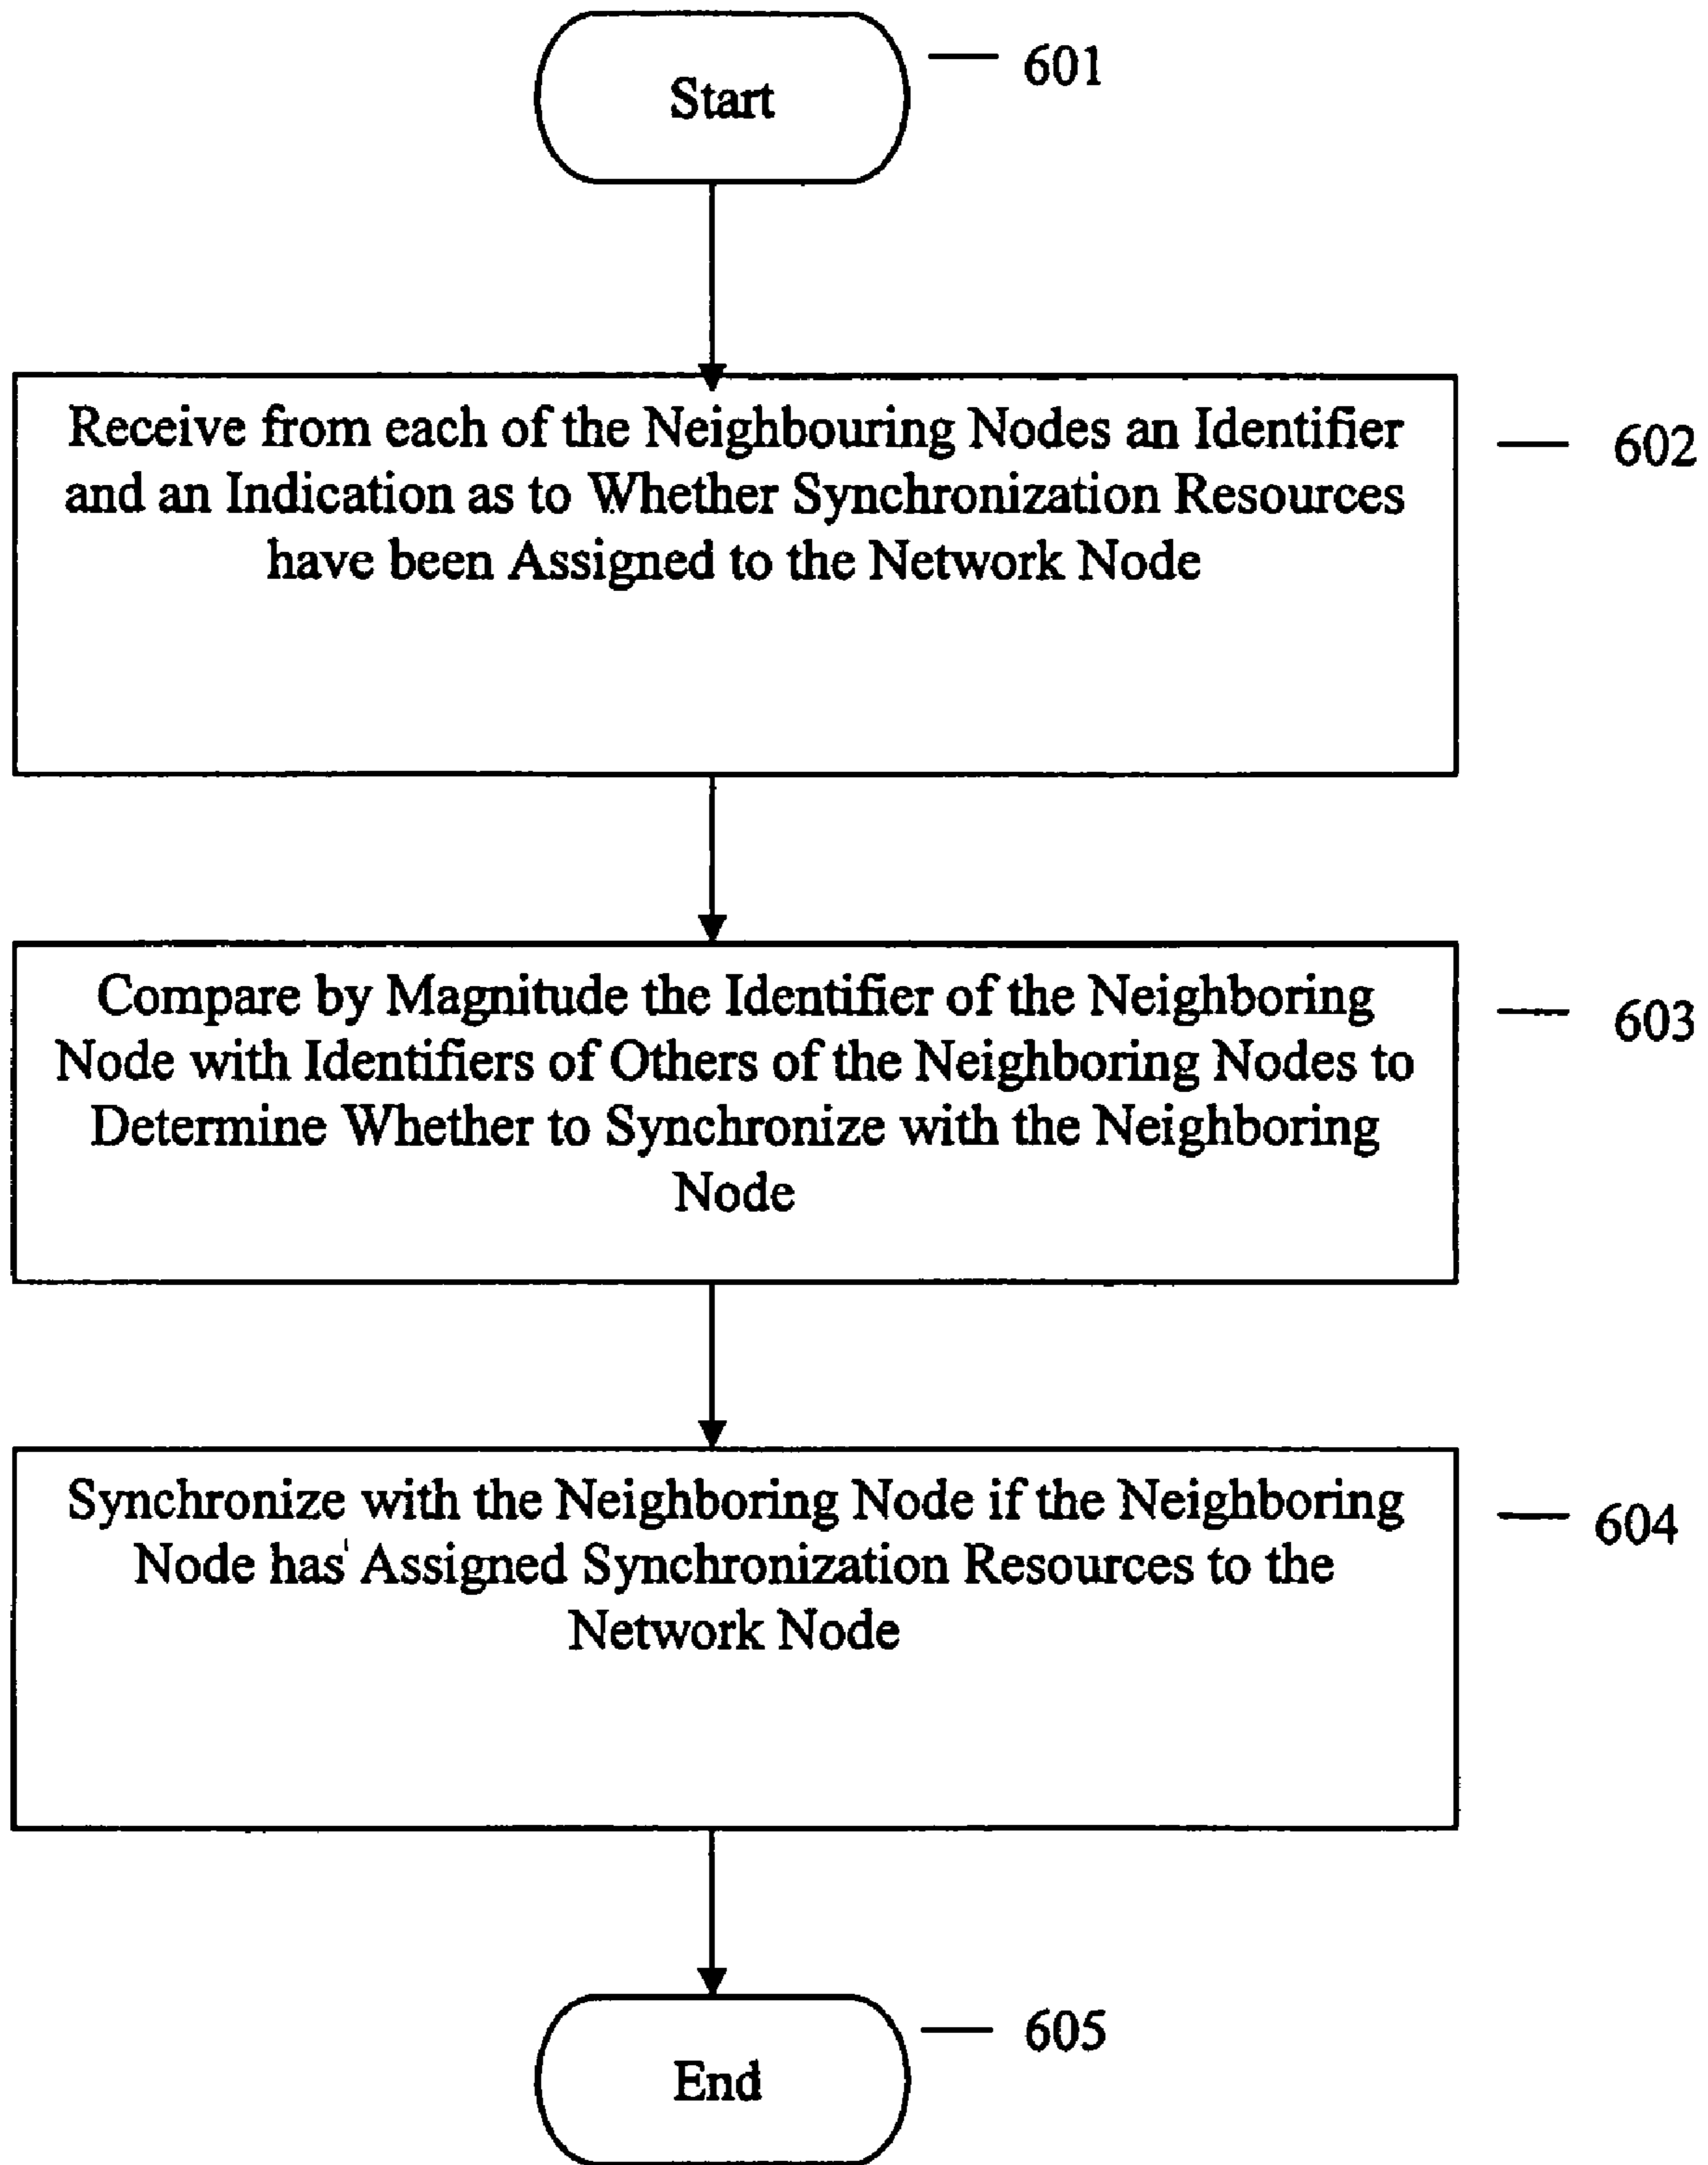 Start
601
Receive from each of the Neighbouring Nodes an Identifier
and an Indication as to Whether Synchronization Resources
have been Assigned to the Network Node
602
Compare by Magnitude the Identifier of the Neighboring
Node with Identifiers of Others of the Neighboring Nodes to
Determine Whether to Synchronize with the Neighboring
Node
603
Synchronize with the Neighboring Node if the Neighboring
Node has Assigned Synchronization Resources to the
Network Node
604
End
605